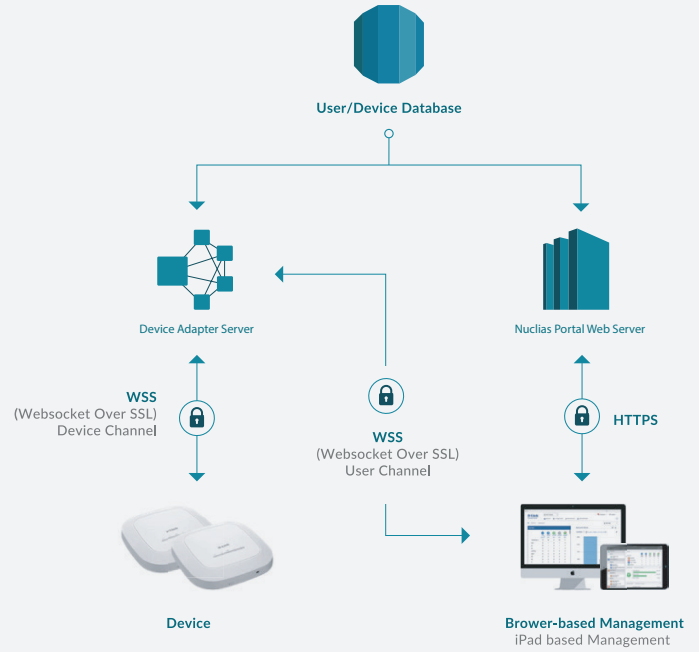 User/Device Database
Device Adapter Server
Nuclias Portal Web Server
WSS
(Websocket Over SSL)
Device Channel
WSS
(Websocket Over SSL)
User Channel
HTTPS
Device
Brower-based Management
iPad based Management